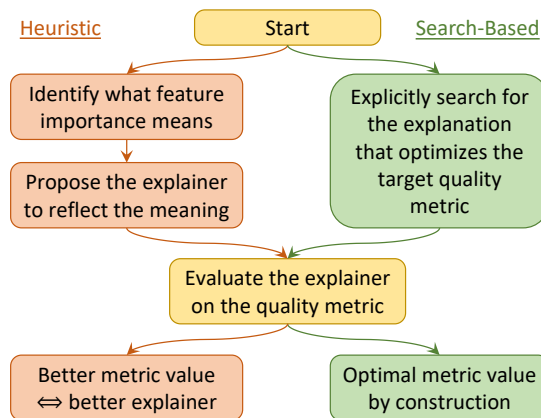 Heuristic
Start
Search-Based
Identify what feature
importance means
Explicitly search for
the explanation
that optimizes the
target quality
metric
Propose the explainer
to reflect the meaning
Evaluate the explainer
on the quality metric
Better metric value
⇔ better explainer
Optimal metric value
by construction